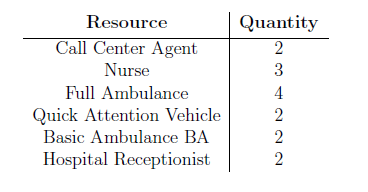 Resource Quantity
Call Center Agent 2
Nurse 3
Full Ambulance 4
Quick Attention Vehicle 2
Basic Ambulance BA 2
Hospital Receptionist 2